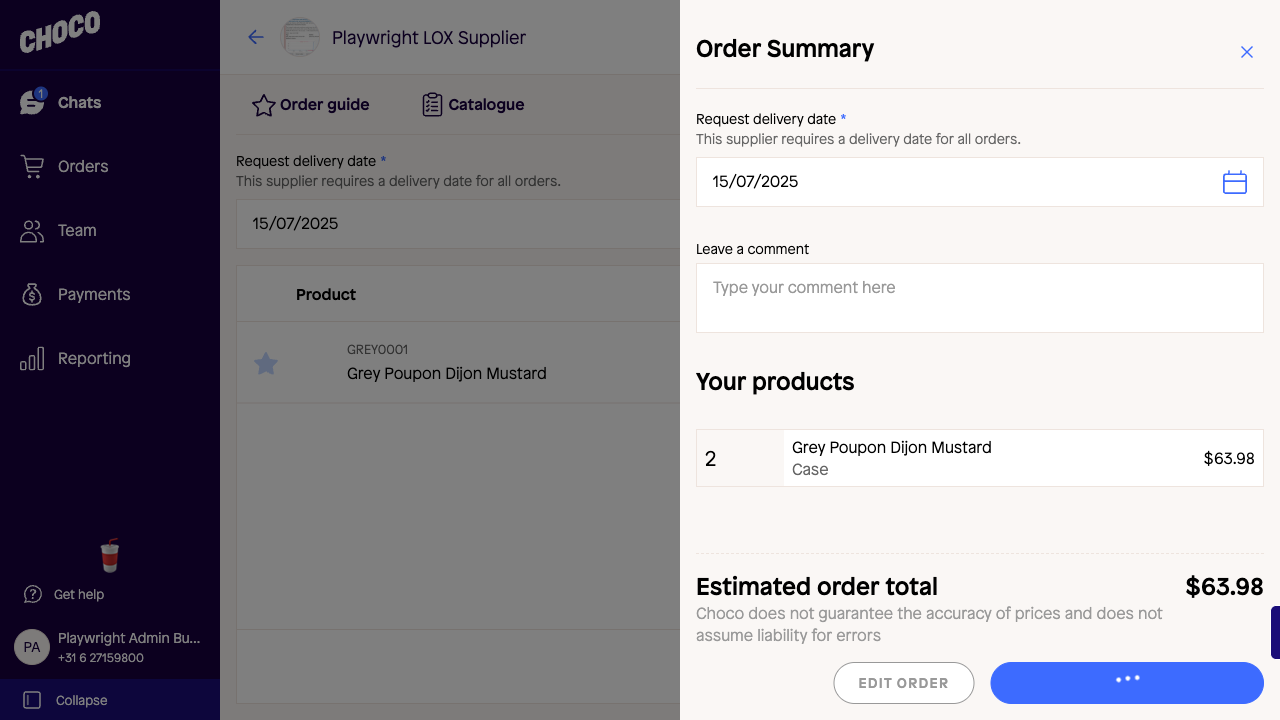 CHOCO
1
Chats
Orders
Team
Payments
Reporting
Get help
PA
Playwright Admin Bu...
+31 6 27159800
Collapse
Playwright LOX Supplier
Order guide
Catalogue
Request delivery date *
This supplier requires a delivery date for all orders.
15/07/2025
Product
GREY0001
Grey Poupon Dijon Mustard
Order Summary
Request delivery date *
This supplier requires a delivery date for all orders.
15/07/2025
Leave a comment
Type your comment here
Your products
2
Grey Poupon Dijon Mustard
Case
$63.98
Estimated order total
$63.98
Choco does not guarantee the accuracy of prices and does not
assume liability for errors
EDIT ORDER